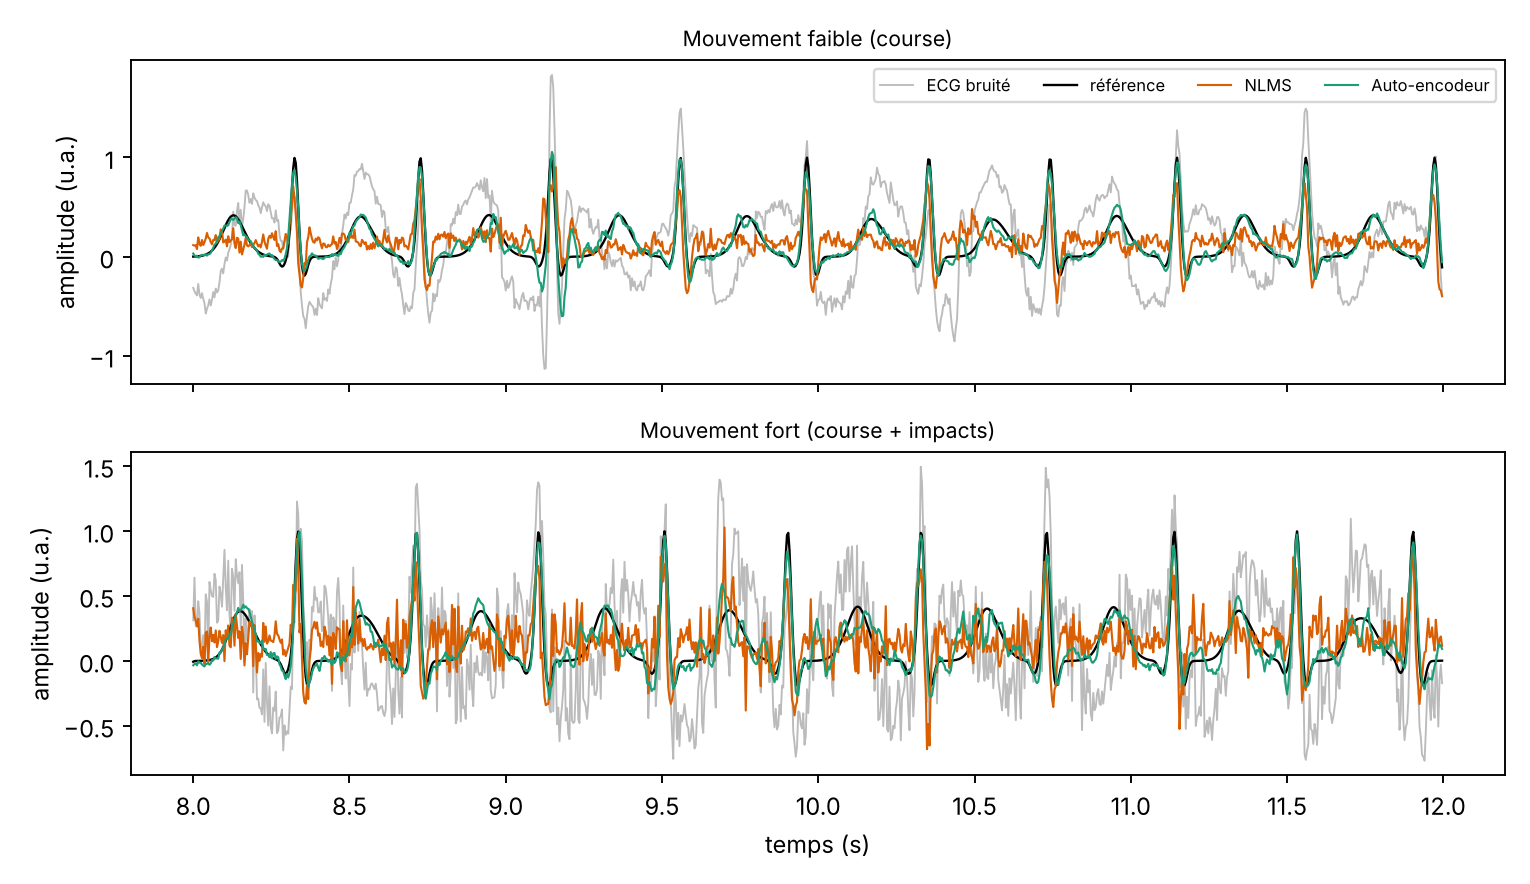 Mouvement faible (course)
ECG bruité référence NLMS Auto-encodeur
amplitude (u.a.)
1
0
−1
Mouvement fort (course + impacts)
amplitude (u.a.)
1.5
1.0
0.5
0.0
−0.5
8.0 8.5 9.0 9.5 10.0 10.5 11.0 11.5 12.0
temps (s)